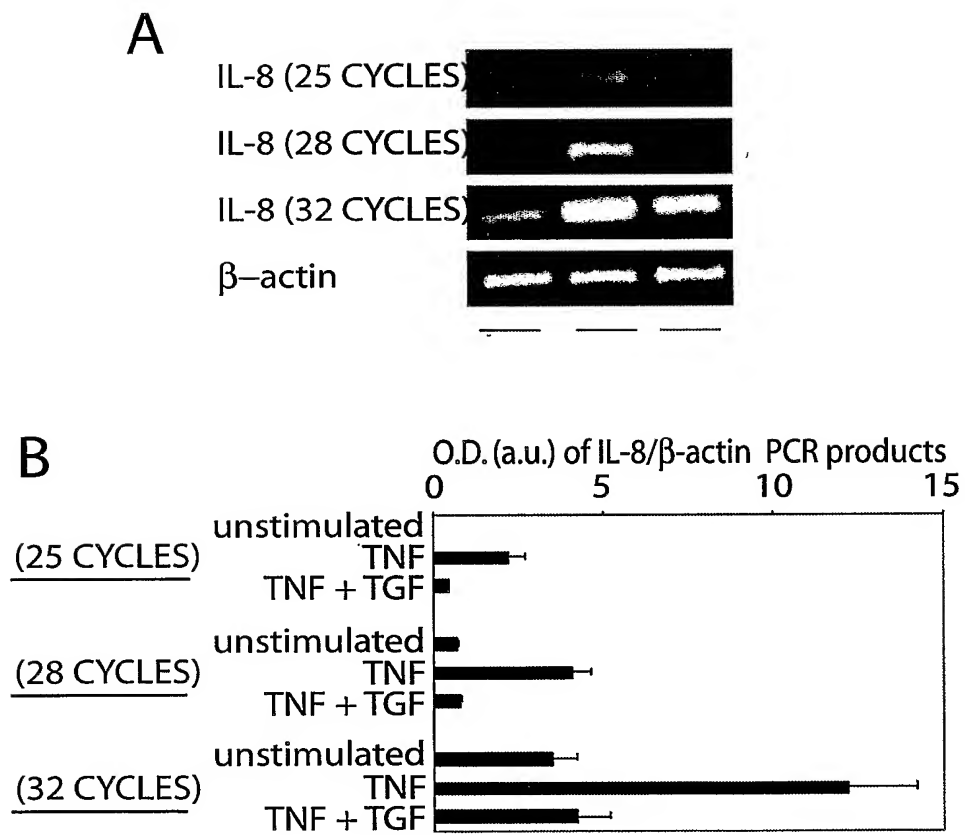 A
IL-8 (25 CYCLES)
IL-8 (28 CYCLES)
IL-8 (32 CYCLES)
β–actin
B
O.D. (a.u.) of IL-8/β-actin PCR products
0 5 10 15
unstimulated
(25 CYCLES) TNF
TNF + TGF
unstimulated
(28 CYCLES) TNF
TNF + TGF
unstimulated
(32 CYCLES) TNF
TNF + TGF